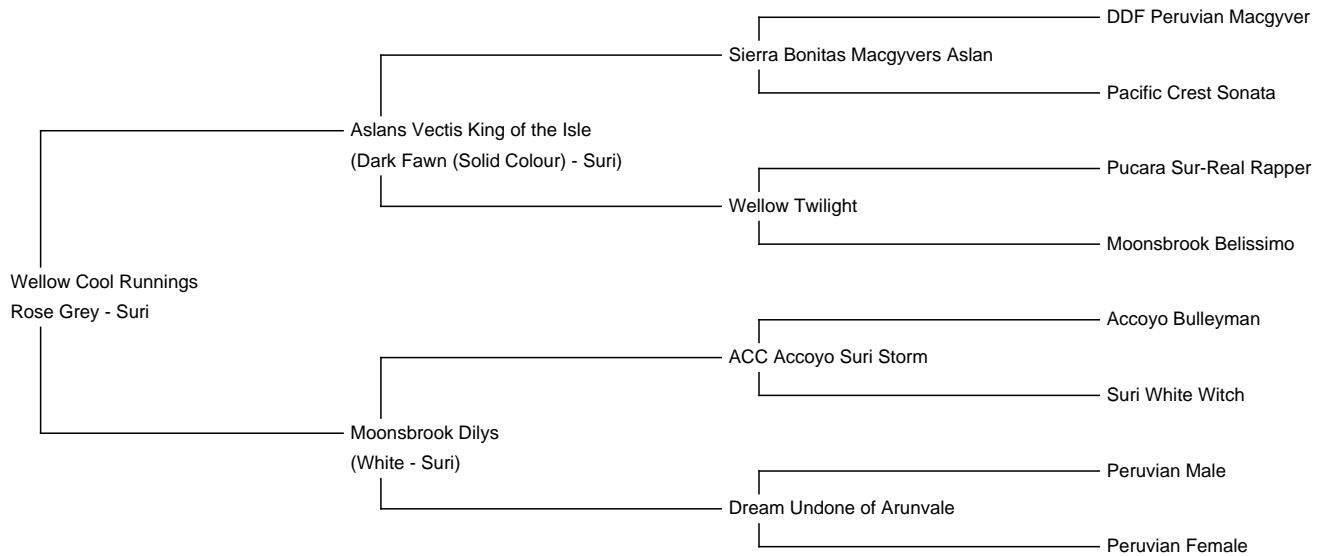 DDF Peruvian Macgyver
Sierra Bonitas Macgyvers Aslan
Pacific Crest Sonata
Aslans Vectis King of the Isle
(Dark Fawn (Solid Colour) - Suri)
Pucara Sur-Real Rapper
Wellow Twilight
Moonsbrook Belissimo
Wellow Cool Runnings
Rose Grey - Suri
Accoyo Bulleyman
ACC Accoyo Suri Storm
Suri White Witch
Moonsbrook Dilys
(White - Suri)
Peruvian Male
Dream Undone of Arunvale
Peruvian Female